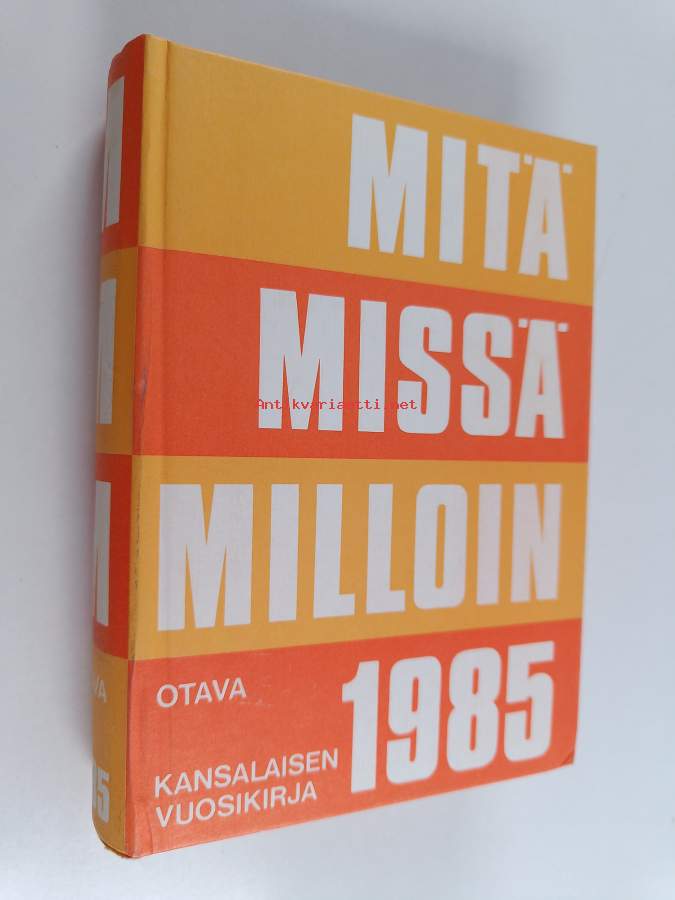 MITÄ
MISSÄ
Antikvariaatti.net
MILLOIN
1985
OTAVA
KANSALAISEN
VUOSIKIRJA
M
M
M